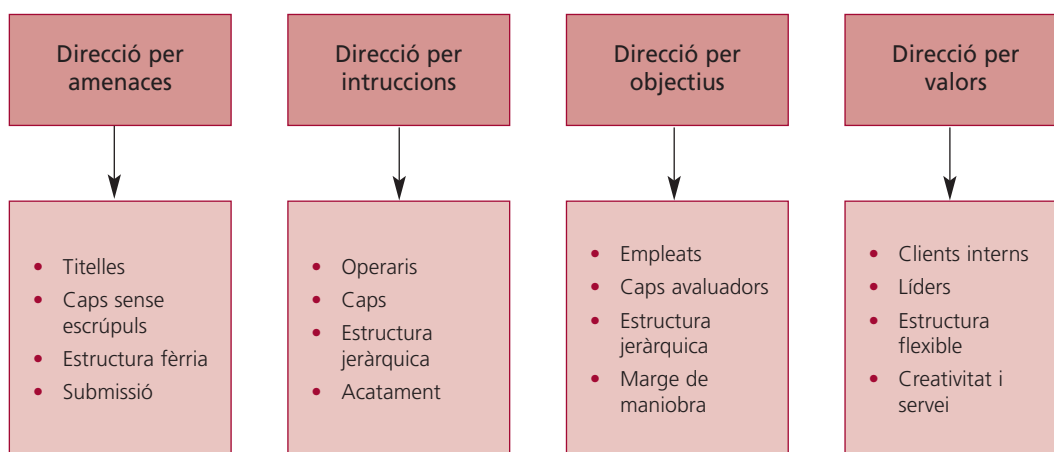 Direcció per
amenaces
Direcció per
intruccions
Direcció per
objectius
Direcció per
valors
• Titelles
• Caps sense
escrúpuls
• Estructura fèrria
• Submissió
• Operaris
• Caps
• Estructura
jeràrquica
• Acatament
• Empleats
• Caps avaluadors
• Estructura
jeràrquica
• Marge de
maniobra
• Clients interns
• Líders
• Estructura
flexible
• Creativitat i
servei